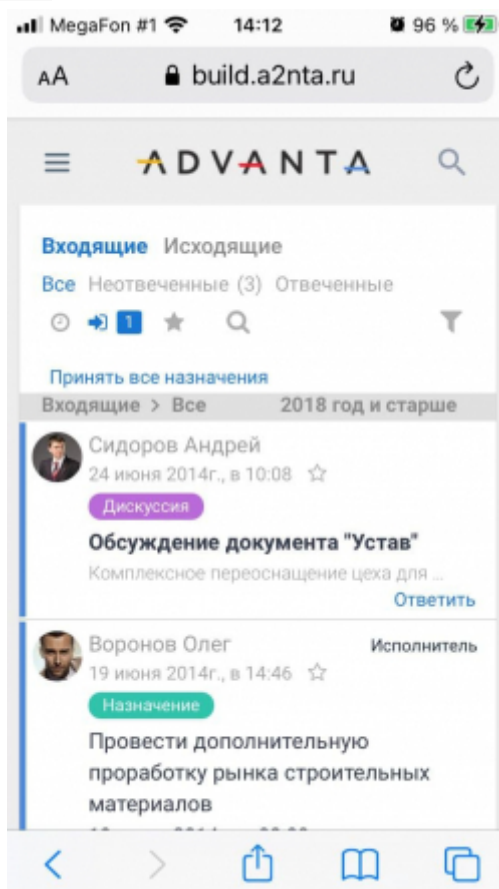 MegaFon #1 14:12 96 %
AA build.a2nta.ru
ADVANTA
Входящие Исходящие
Все Неотвеченные (3) Отвеченные
1
Принять все назначения
Входящие > Все 2018 год и старше
Сидоров Андрей
24 июня 2014г., в 10:08
Дискуссия
Обсуждение документа "Устав"
Комплексное переоснащение цеха для ...
Ответить
Воронов Олег Исполнитель
19 июня 2014г., в 14:46
Назначение
Провести дополнительную
проработку рынка строительных
материалов